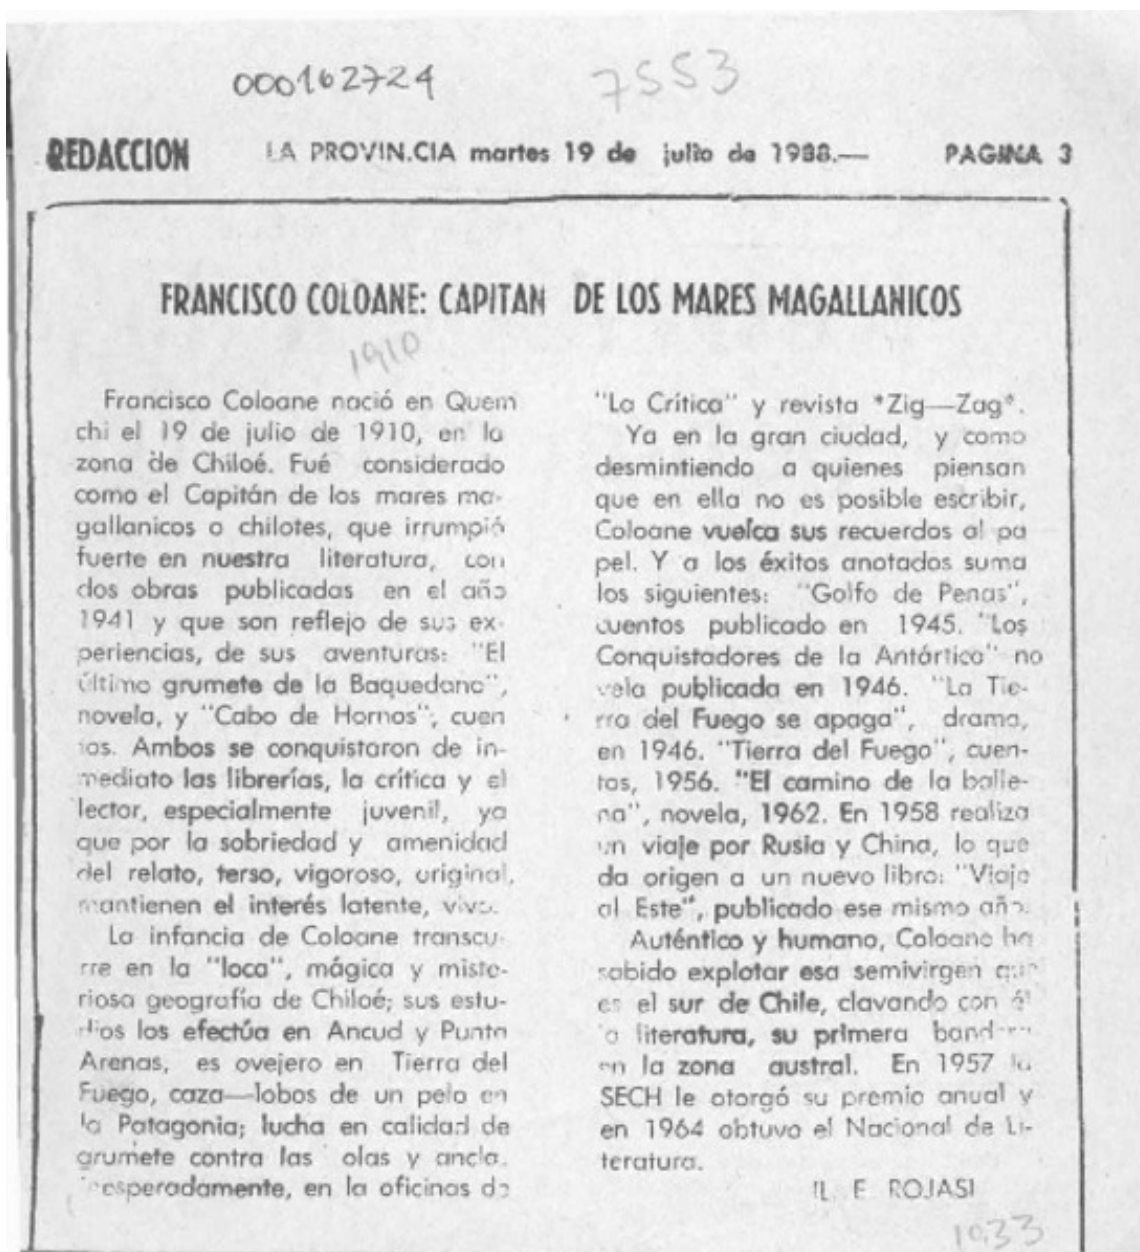 000162724 7553
REDACCION LA PROVIN.CIA martes 19 de julio de 1988.— PAGINA 3
FRANCISCO COLOANE: CAPITAN DE LOS MARES MAGALLANICOS
1910
Francisco Coloane nació en Quem
chi el 19 de julio de 1910, en la
zona de Chiloé. Fué considerado
como el Capitán de los mares ma-
gallanicos o chilotes, que irrumpió
fuerte en nuestra literatura, con
dos obras publicadas en el año
1941 y que son reflejo de sus ex-
periencias, de sus aventuras: "El
último grumete de la Baquedano",
novela, y "Cabo de Hornos", cuen
tos. Ambos se conquistaron de in-
mediato las librerías, la crítica y el
lector, especialmente juvenil, ya
que por la sobriedad y amenidad
del relato, terso, vigoroso, original,
mantienen el interés latente, vivo.
La infancia de Coloane transcu-
rre en la "loca", mágica y miste-
riosa geografía de Chiloé; sus estu-
dios los efectúa en Ancud y Punta
Arenas, es ovejero en Tierra del
Fuego, caza—lobos de un pelo en
la Patagonia; lucha en calidad de
grumete contra las olas y ancla,
inesperadamente, en la oficinas de
"La Crítica" y revista *Zig—Zag*.
Ya en la gran ciudad, y como
desmintiendo a quienes piensan
que en ella no es posible escribir,
Coloane vuelca sus recuerdos al pa
pel. Y a los éxitos anotados suma
los siguientes: "Golfo de Penas",
cuentos publicado en 1945. "Los
Conquistadores de la Antártica" no
vela publicada en 1946. "La Tie-
rra del Fuego se apaga", drama,
en 1946. "Tierra del Fuego", cuen-
tos, 1956. "El camino de la balle-
na", novela, 1962. En 1958 realiza
un viaje por Rusia y China, lo que
da origen a un nuevo libro: "Viaje
al Este", publicado ese mismo año.
Auténtico y humano, Coloane ha
sabido explotar esa semivirgen que
es el sur de Chile, clavando con él
la literatura, su primera bandera
en la zona austral. En 1957 la
SECH le otorgó su premio anual y
en 1964 obtuvo el Nacional de Li-
teratura.
E. ROJAS
1033